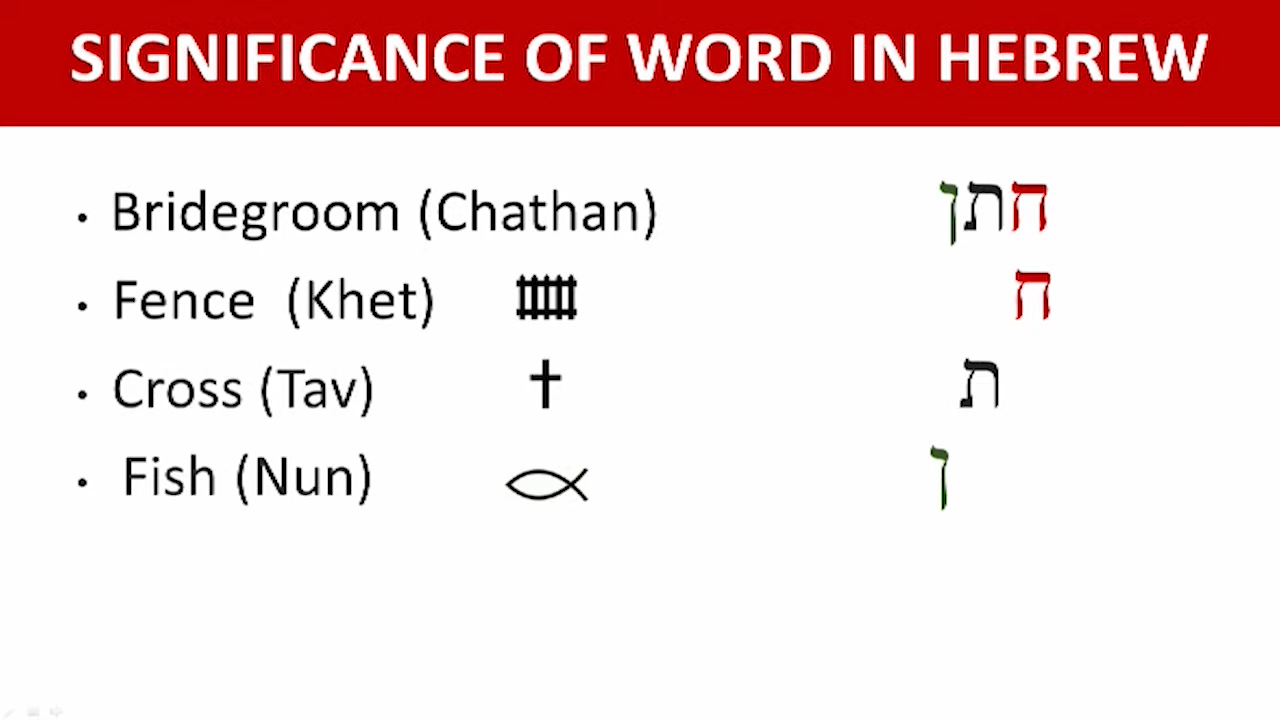 SIGNIFICANCE OF WORD IN HEBREW
• Bridegroom (Chathan) חתן
• Fence (Khet) ח
• Cross (Tav) ת
• Fish (Nun) ן